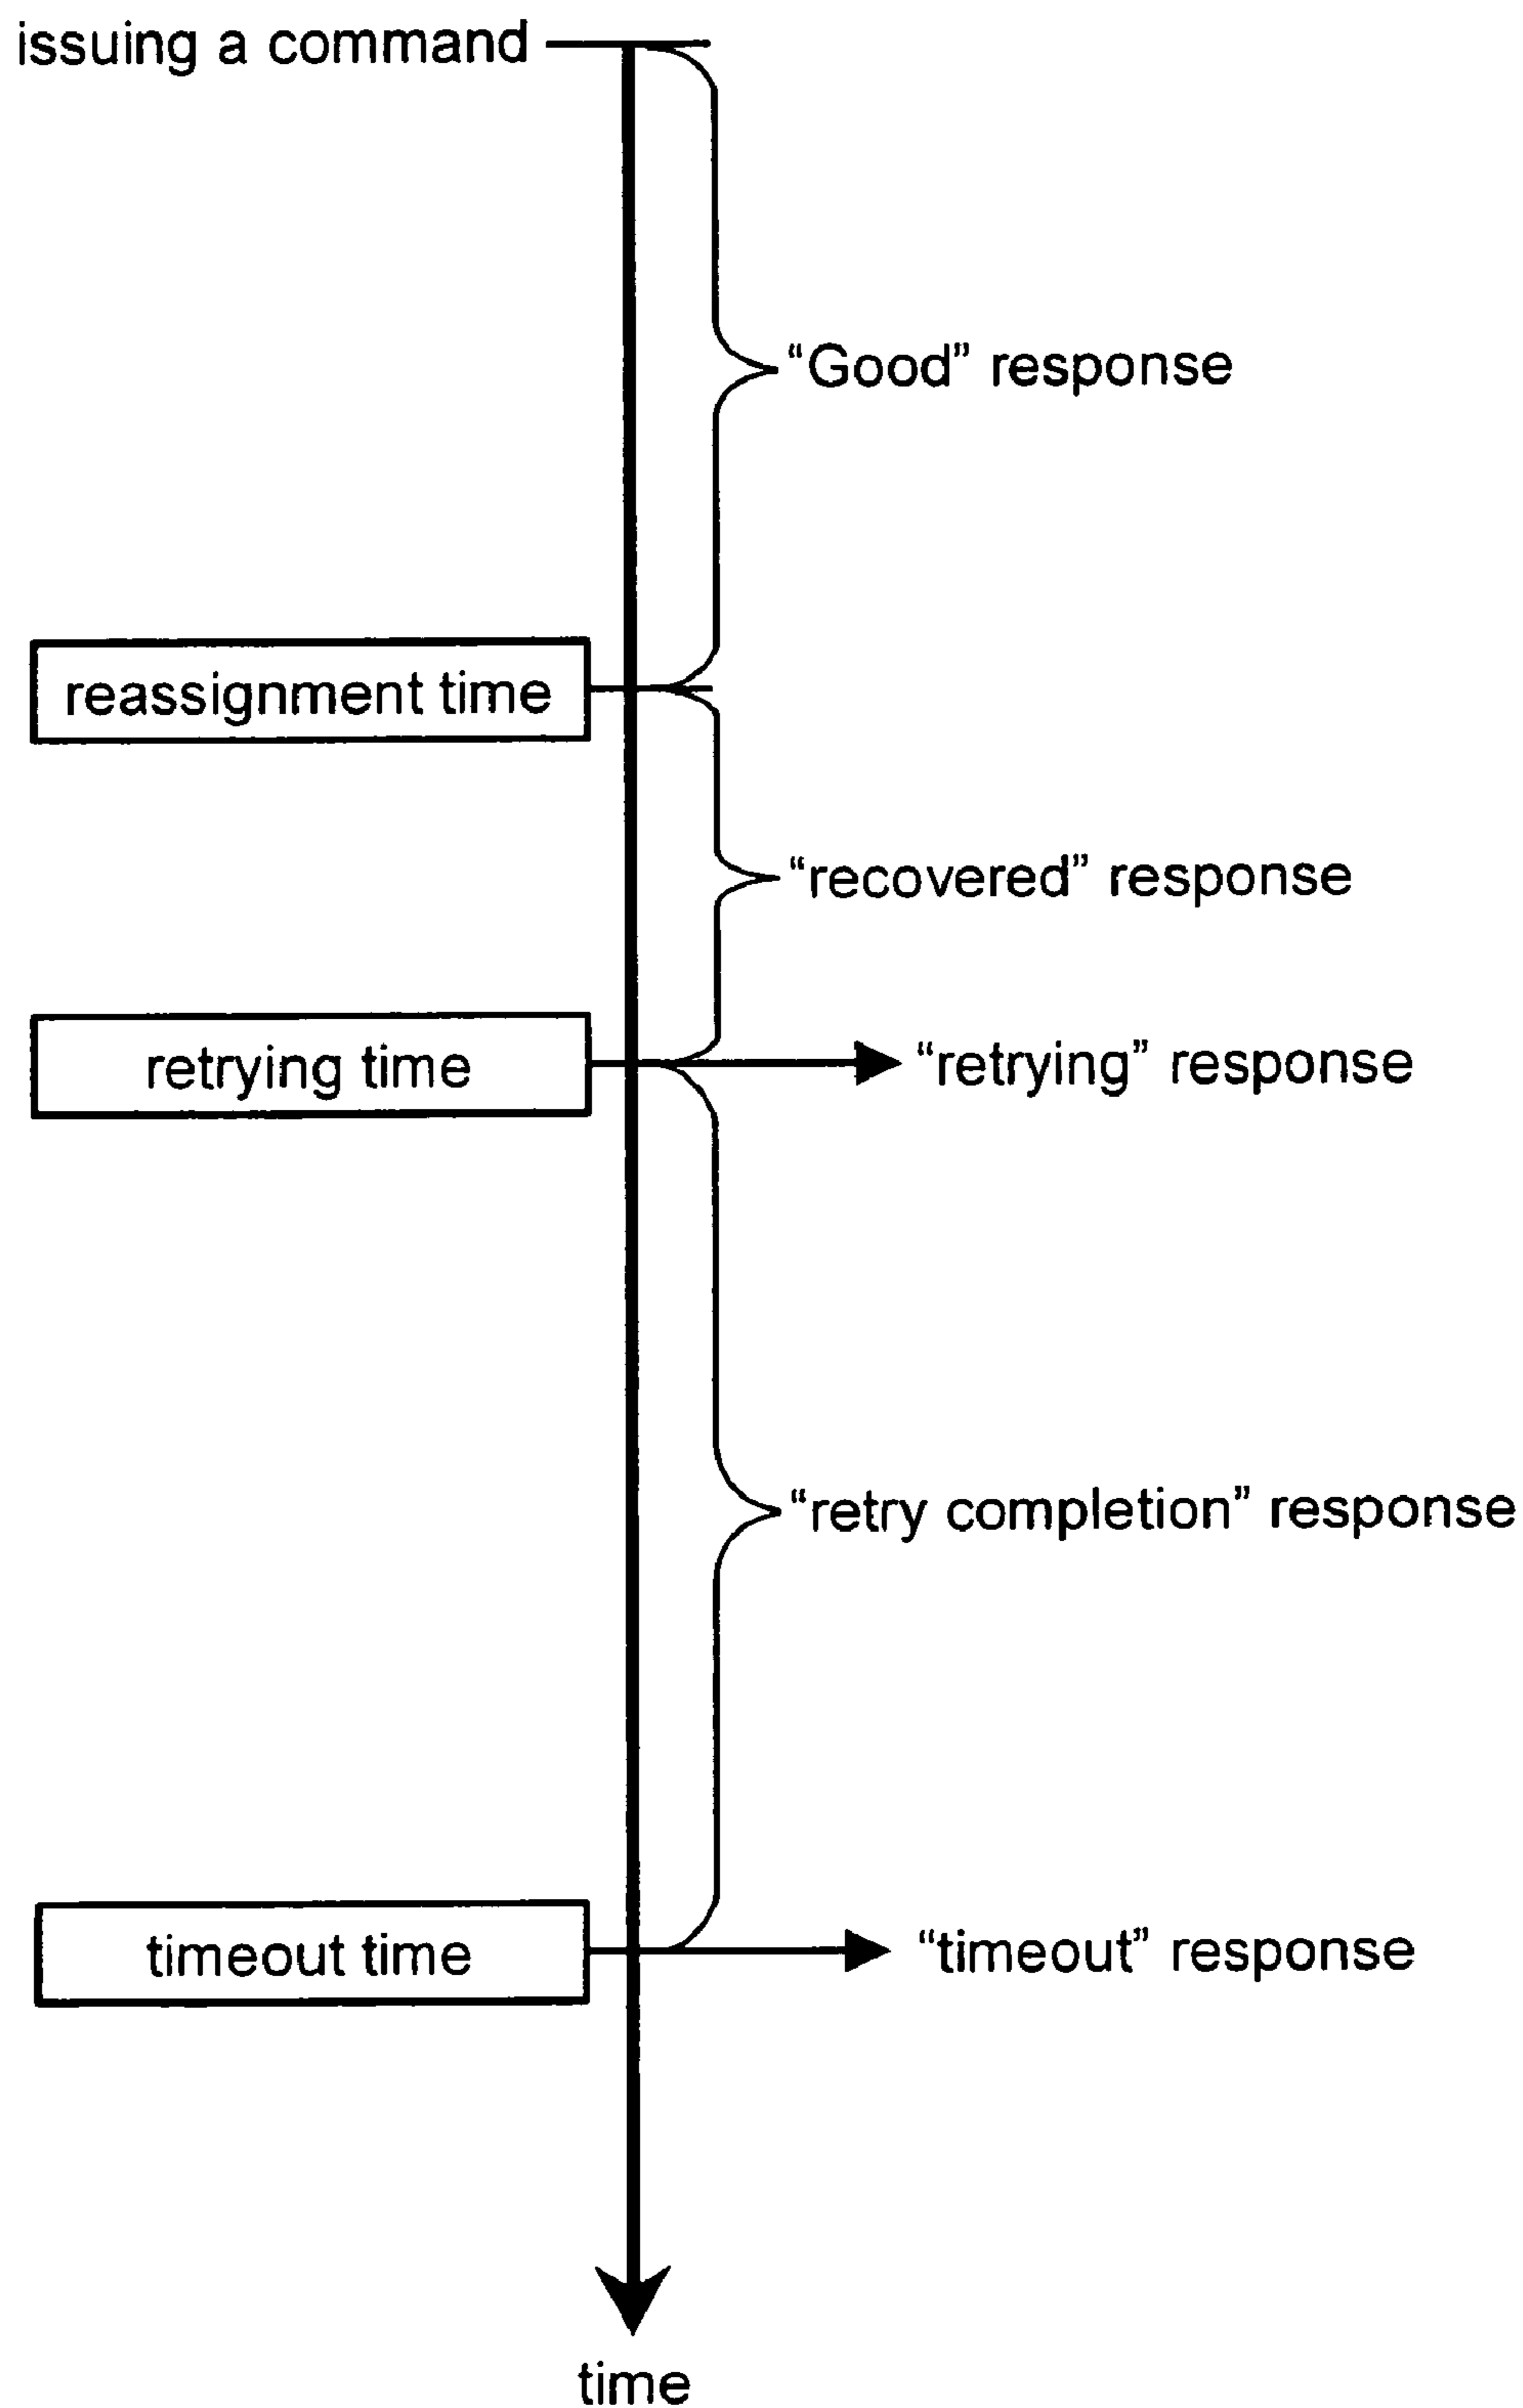 issuing a command
“Good” response
reassignment time
“recovered” response
retrying time
“retrying” response
“retry completion” response
timeout time
“timeout” response
time